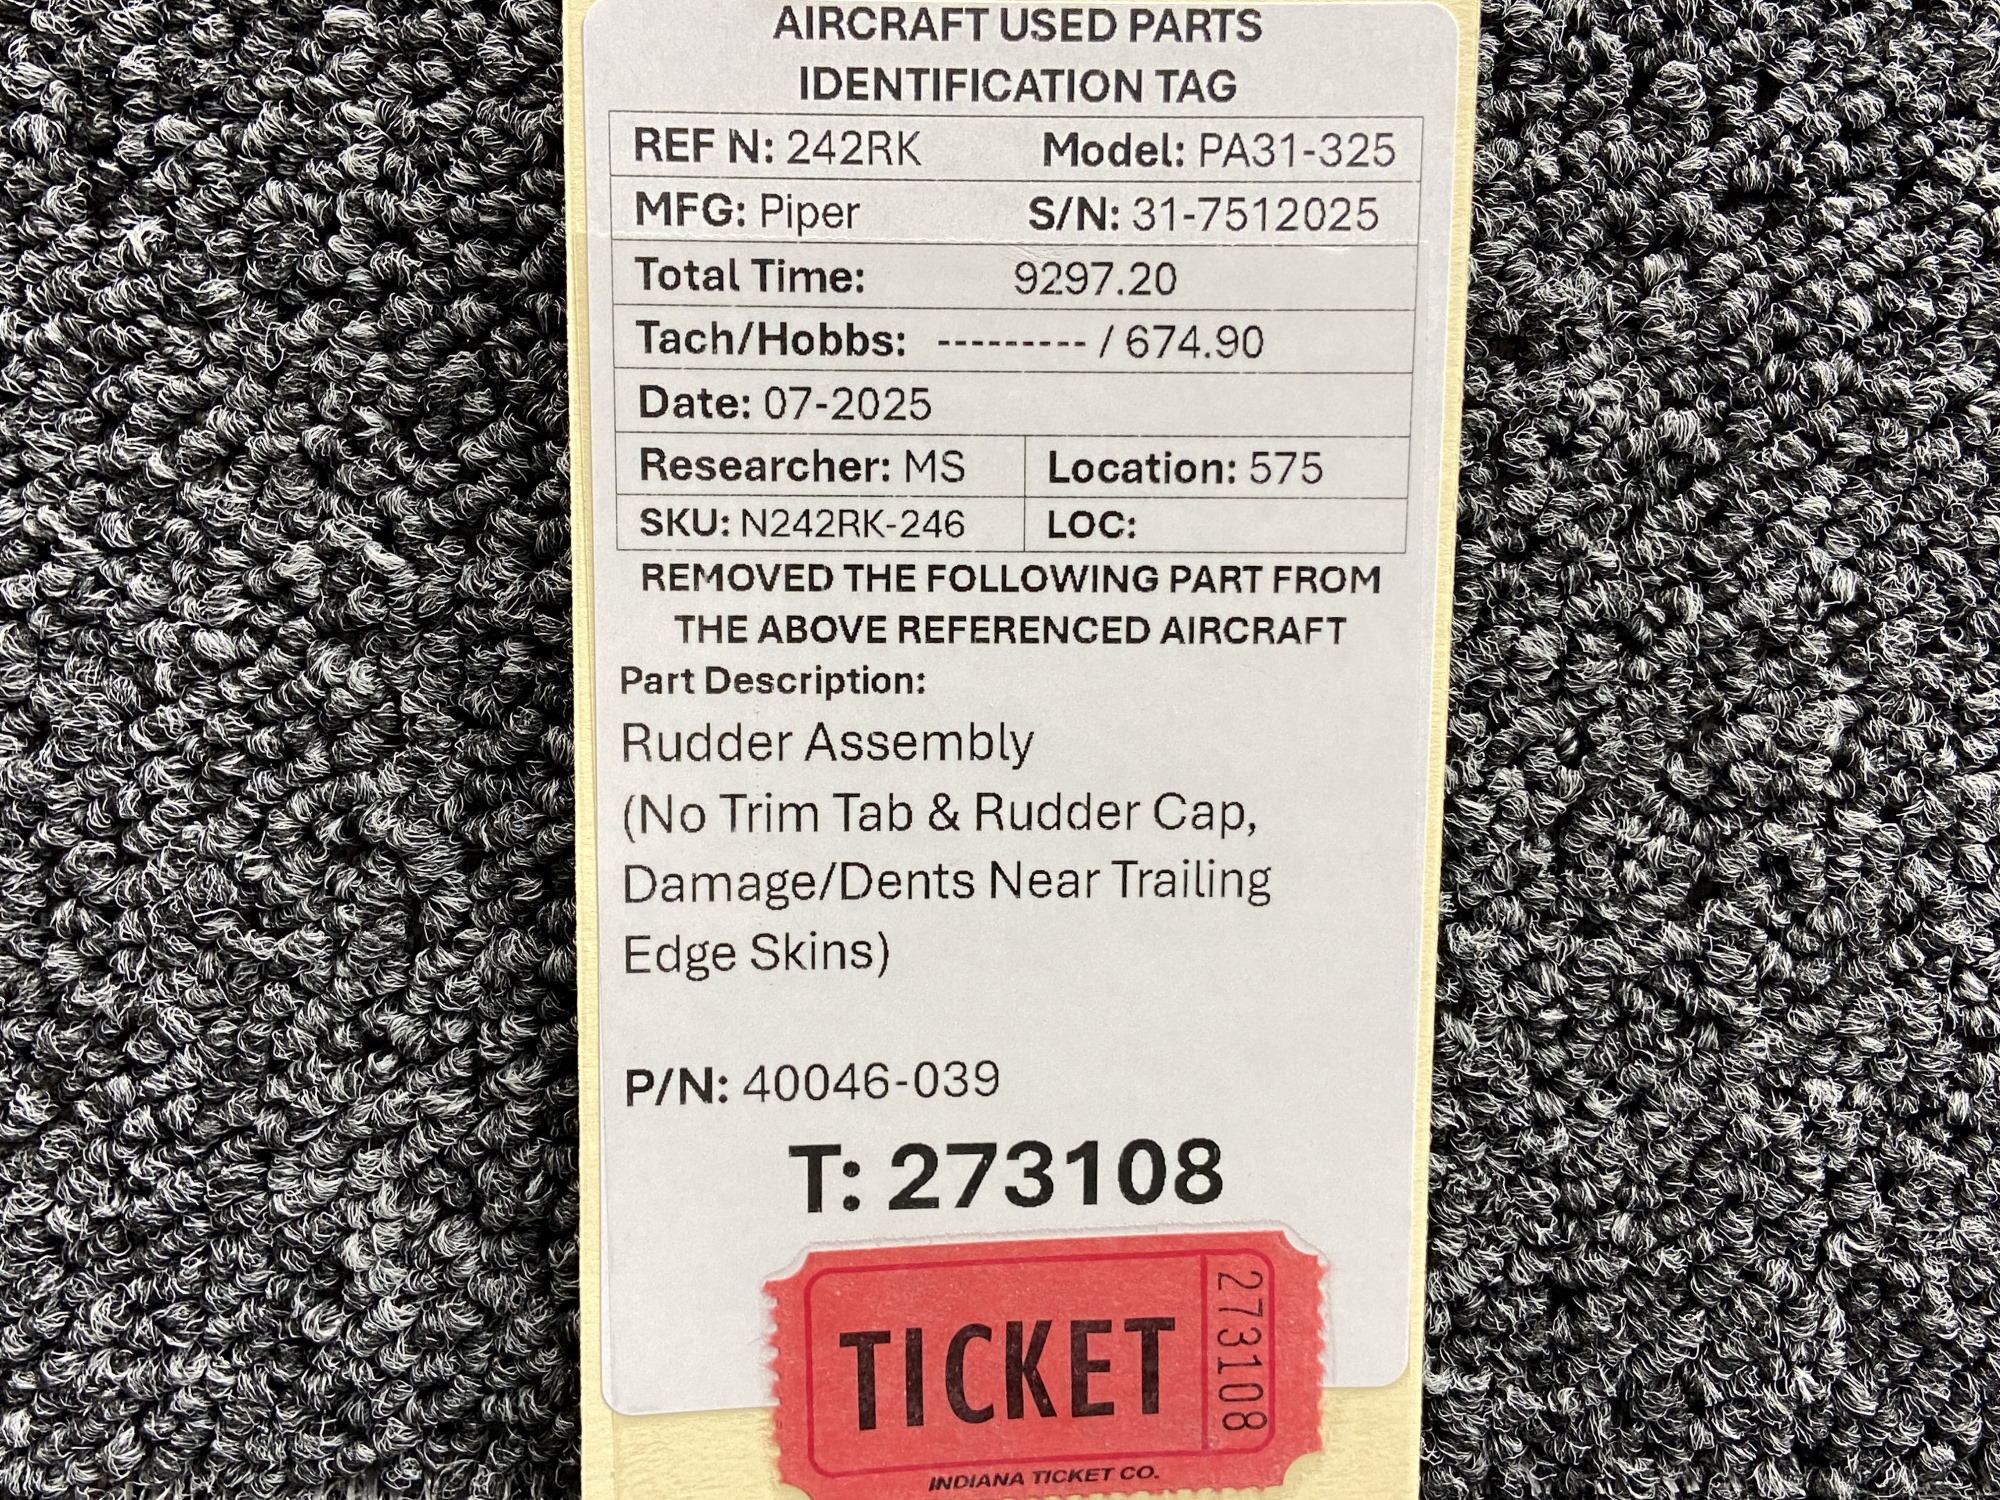 AIRCRAFT USED PARTS
IDENTIFICATION TAG
REF N: 242RK Model: PA31-325
MFG: Piper S/N: 31-7512025
Total Time: 9297.20
Tach/Hobbs: --------- / 674.90
Date: 07-2025
Researcher: MS Location: 575
SKU: N242RK-246 LOC:
REMOVED THE FOLLOWING PART FROM
THE ABOVE REFERENCED AIRCRAFT
Part Description:
Rudder Assembly
(No Trim Tab & Rudder Cap,
Damage/Dents Near Trailing
Edge Skins)
P/N: 40046-039
T: 273108
TICKET
273108
INDIANA TICKET CO.